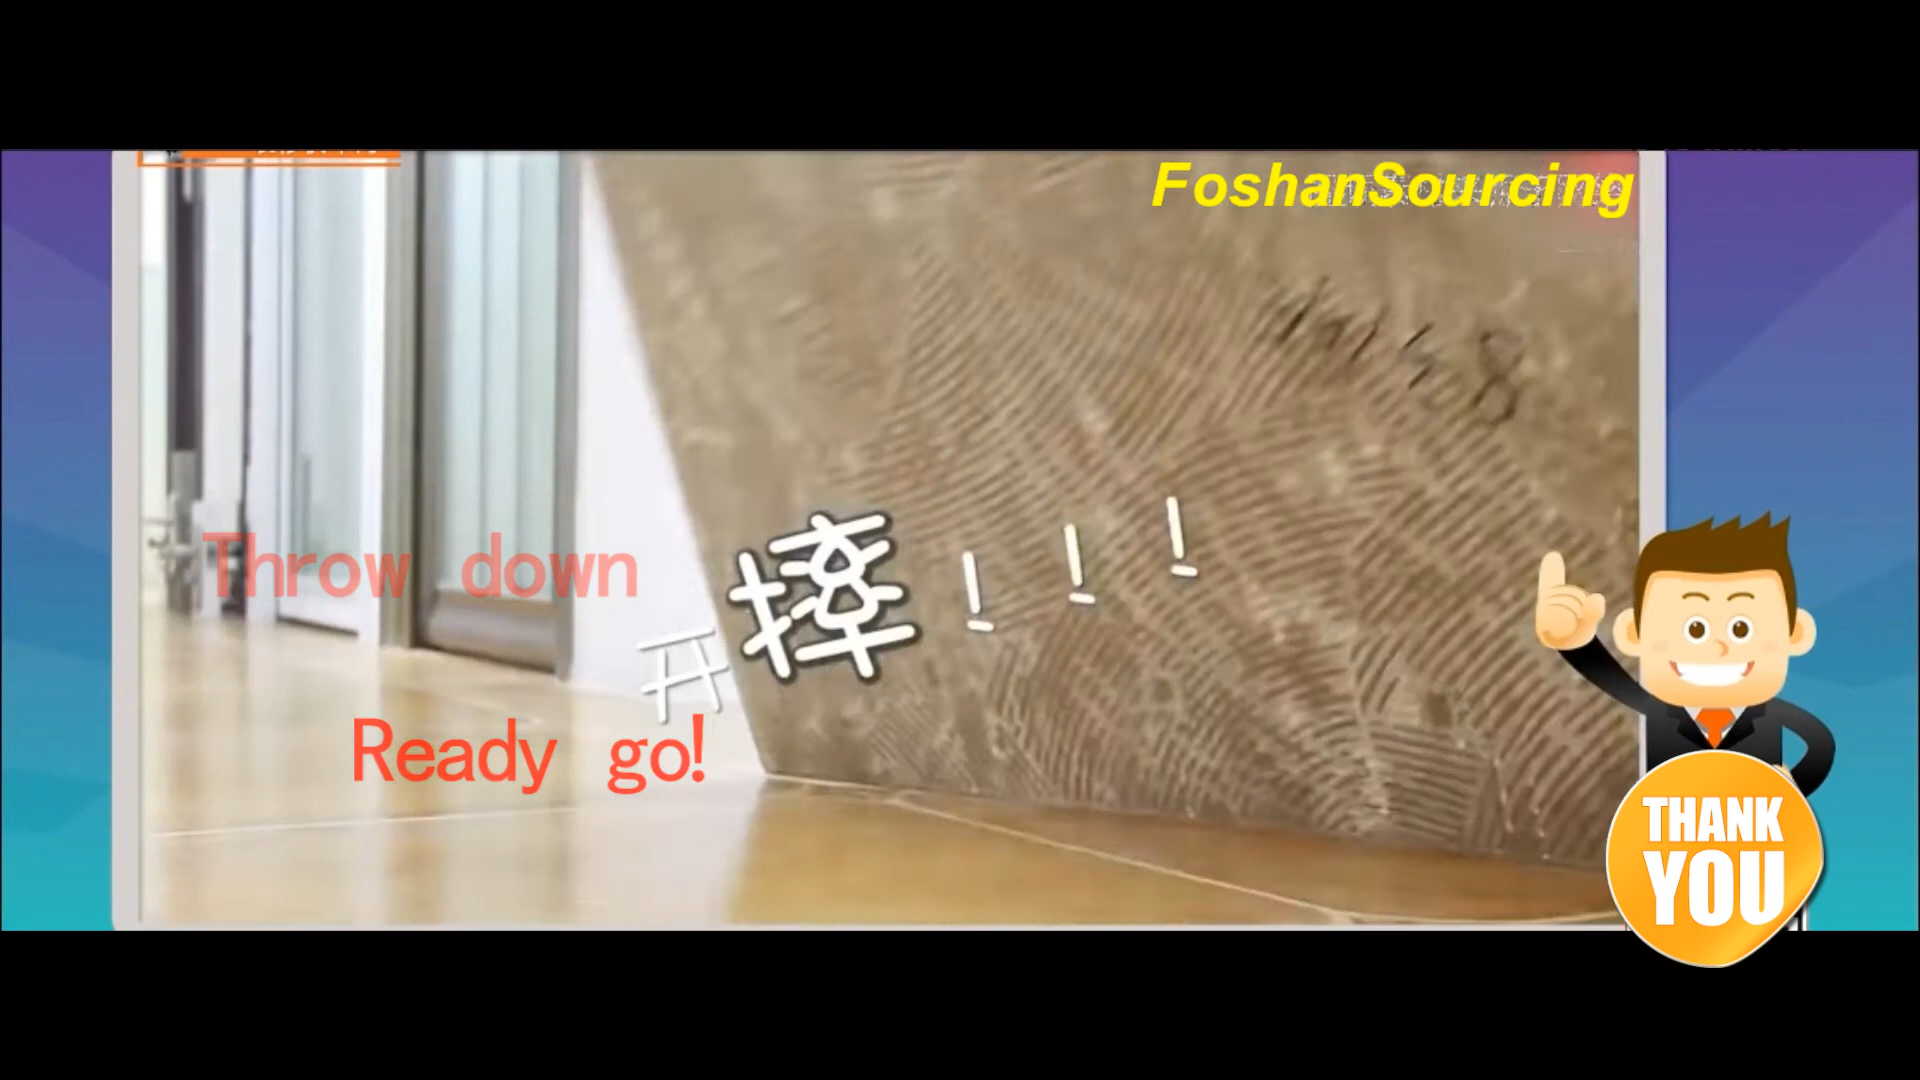 FoshanSourcing
Throw down
开摔!!!
Ready go!
THANK
YOU